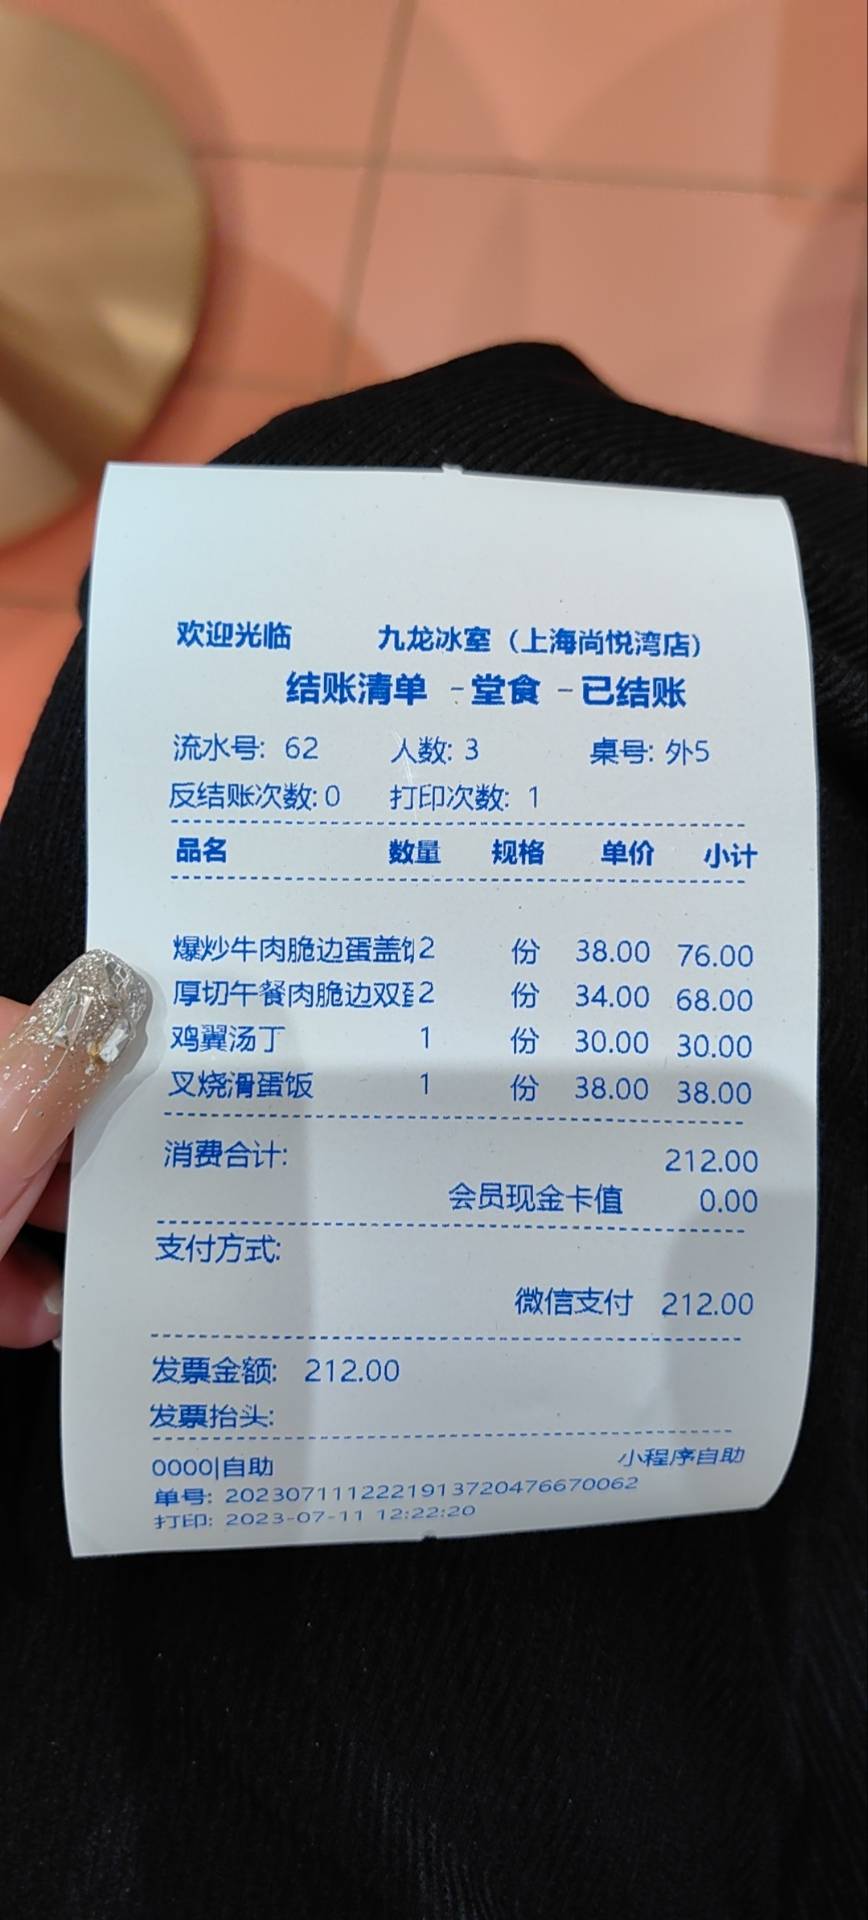 欢迎光临 九龙冰室（上海尚悦湾店）
结账清单 -堂食 -已结账
流水号: 62 人数: 3 桌号: 外5
反结账次数: 0 打印次数: 1
品名 数量 规格 单价 小计
爆炒牛肉脆边蛋盖 2 份 38.00 76.00
厚切午餐肉脆边双 2 份 34.00 68.00
鸡翼汤丁 1 份 30.00 30.00
叉烧滑蛋饭 1 份 38.00 38.00
消费合计: 212.00
会员现金卡值 0.00
支付方式:
微信支付 212.00
发票金额: 212.00
发票抬头:
0000|自助 小程序自助
单号: 2023071112221913720476670062
打印: 2023-07-11 12:22:20